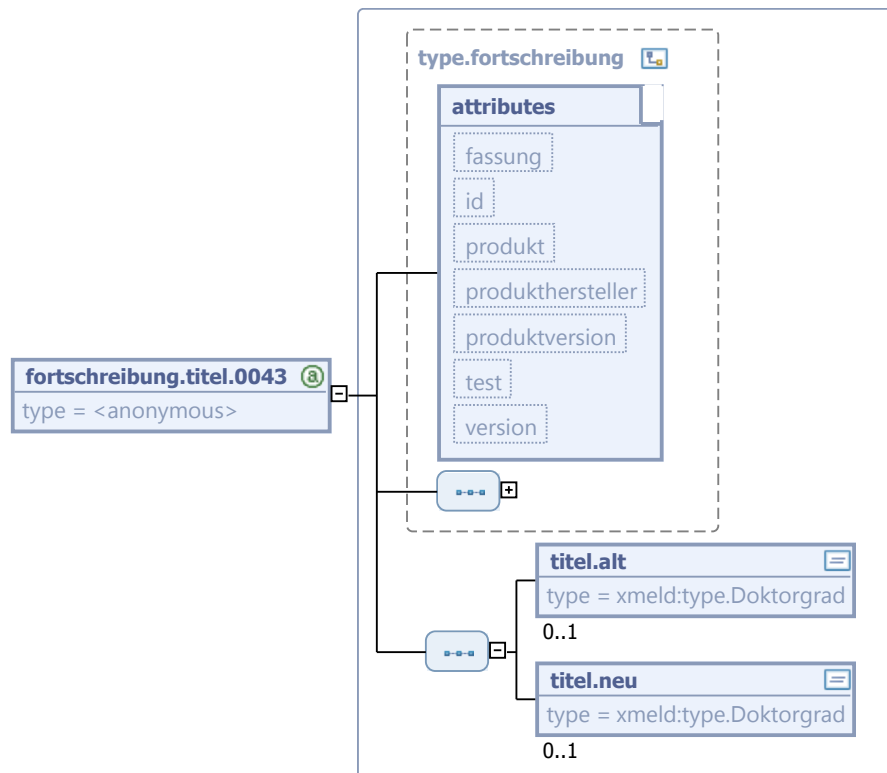 type.fortschreibung
attributes
fassung
id
produkt
produkthersteller
produktversion
test
version
fortschreibung.titel.0043 a
type = <anonymous>
titel.alt
type = xmeld:type.Doktorgrad
0..1
titel.neu
type = xmeld:type.Doktorgrad
0..1